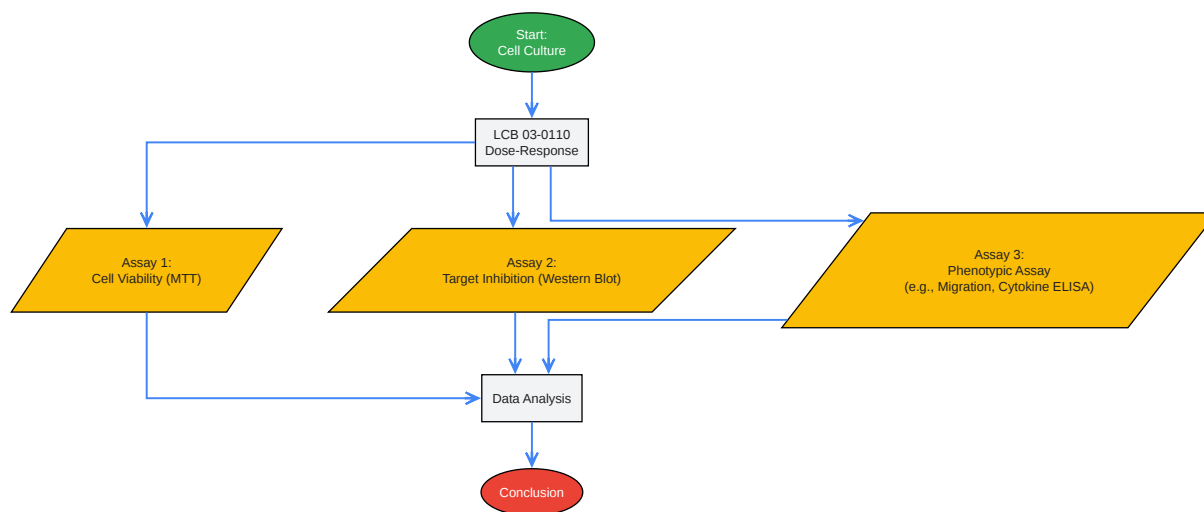 Start:
Cell Culture
LCB 03-0110
Dose-Response
Assay 1:
Cell Viability (MTT)
Assay 2:
Target Inhibition (Western Blot)
Assay 3:
Phenotypic Assay
(e.g., Migration, Cytokine ELISA)
Data Analysis
Conclusion